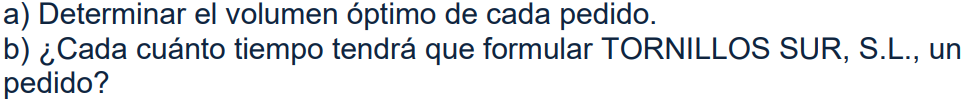 a) Determinar el volumen óptimo de cada pedido.
b) ¿Cada cuánto tiempo tendrá que formular TORNILLOS SUR, S.L., un
pedido?